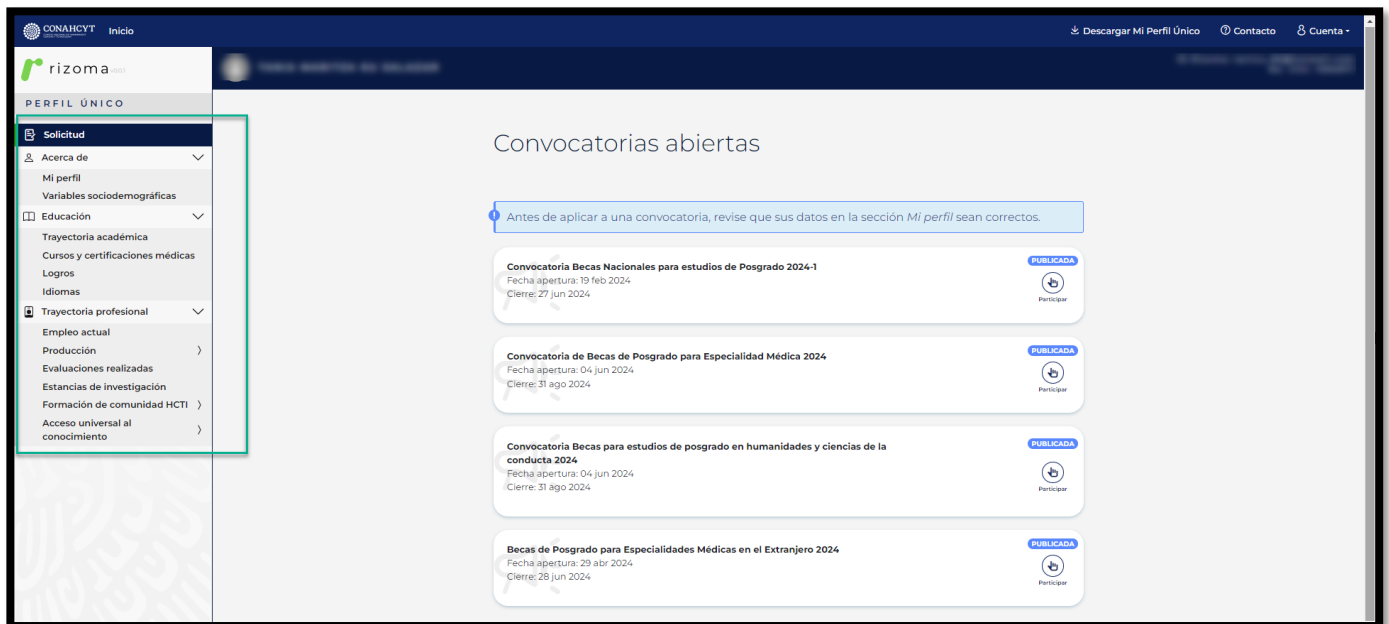 CONAHCYT Inicio
Descargar Mi Perfil Único Contacto Cuenta
rizoma
PERFIL ÚNICO
Solicitud
Acerca de
Mi perfil
Variables sociodemográficas
Educación
Trayectoria académica
Cursos y certificaciones médicas
Logros
Idiomas
Trayectoria profesional
Empleo actual
Producción
Evaluaciones realizadas
Estancias de investigación
Formación de comunidad HCTI
Acceso universal al
conocimiento
Convocatorias abiertas
Antes de aplicar a una convocatoria, revise que sus datos en la sección Mi perfil sean correctos.
Convocatoria Becas Nacionales para estudios de Posgrado 2024-1
Fecha apertura: 19 feb 2024
Cierre: 27 jun 2024
PUBLICADA
Participar
Convocatoria de Becas de Posgrado para Especialidad Médica 2024
Fecha apertura: 04 jun 2024
Cierre: 31 ago 2024
PUBLICADA
Participar
Convocatoria Becas para estudios de posgrado en humanidades y ciencias de la
conducta 2024
Fecha apertura: 04 jun 2024
Cierre: 31 ago 2024
PUBLICADA
Participar
Becas de Posgrado para Especialidades Médicas en el Extranjero 2024
Fecha apertura: 29 abr 2024
Cierre: 28 jun 2024
PUBLICADA
Participar